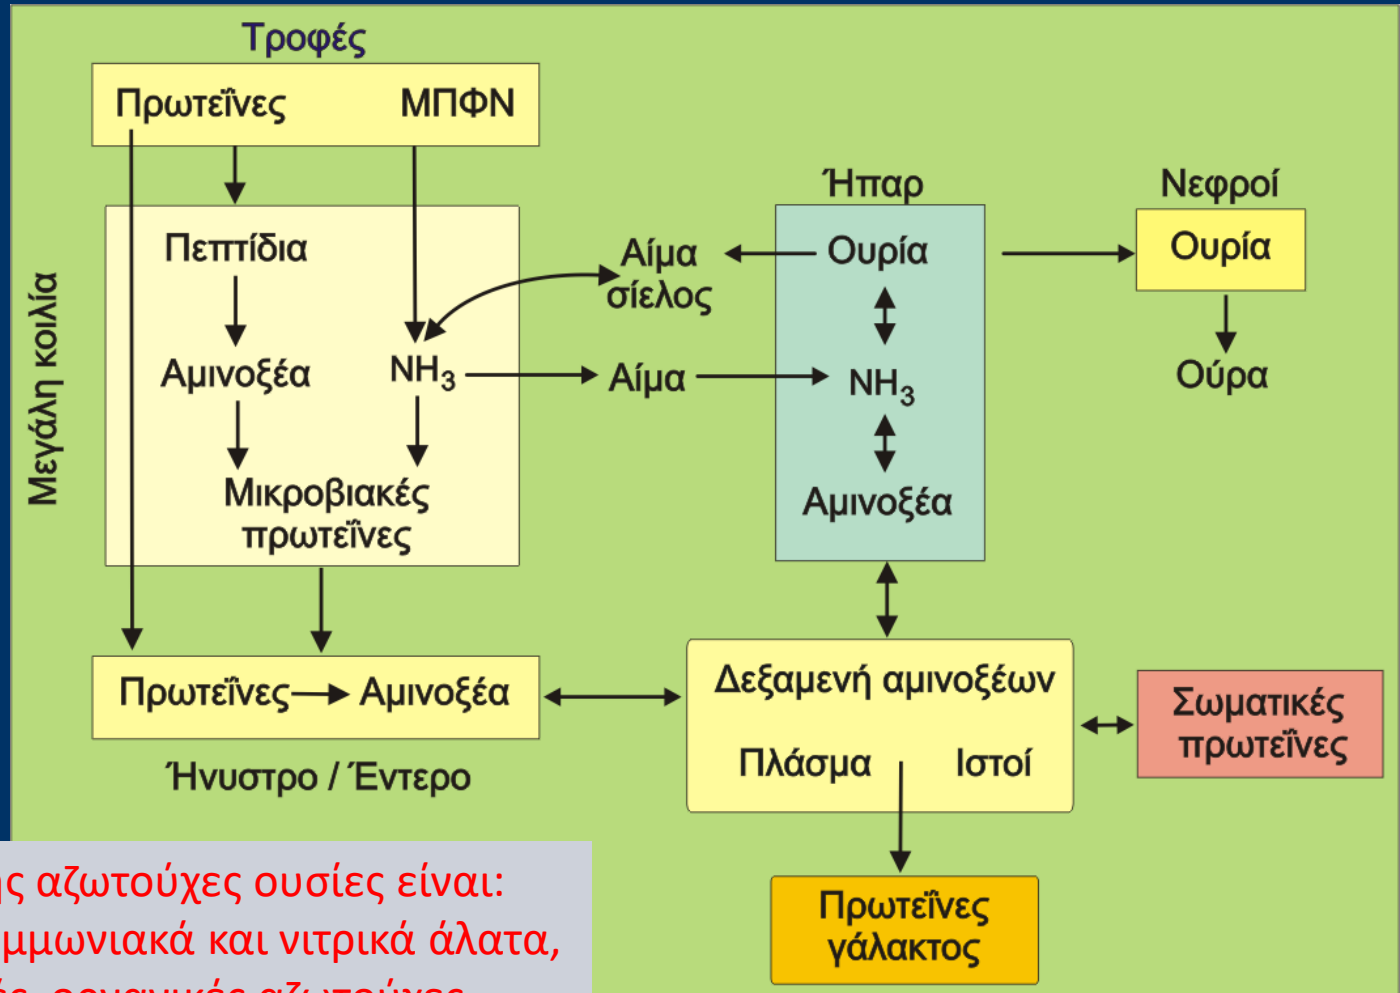 Τροφές
Πρωτεΐνες ΜΠΦΝ
Μεγάλη κοιλία
Πεπτίδια
Αμινοξέα
NH₃
Μικροβιακές
πρωτεΐνες
Αίμα
σίελος
Αίμα
Ήπαρ
Ουρία
NH₃
Αμινοξέα
Νεφροί
Ουρία
Ούρα
Πρωτεΐνες Αμινοξέα
Ήνυστρο / Έντερο
Δεξαμενή αμινοξέων
Πλάσμα Ιστοί
Σωματικές
πρωτεΐνες
Πρωτεΐνες
γάλακτος
αζωτούχες ουσίες είναι:
και νιτρικά άλατα,
οργανικές αζωτούχες